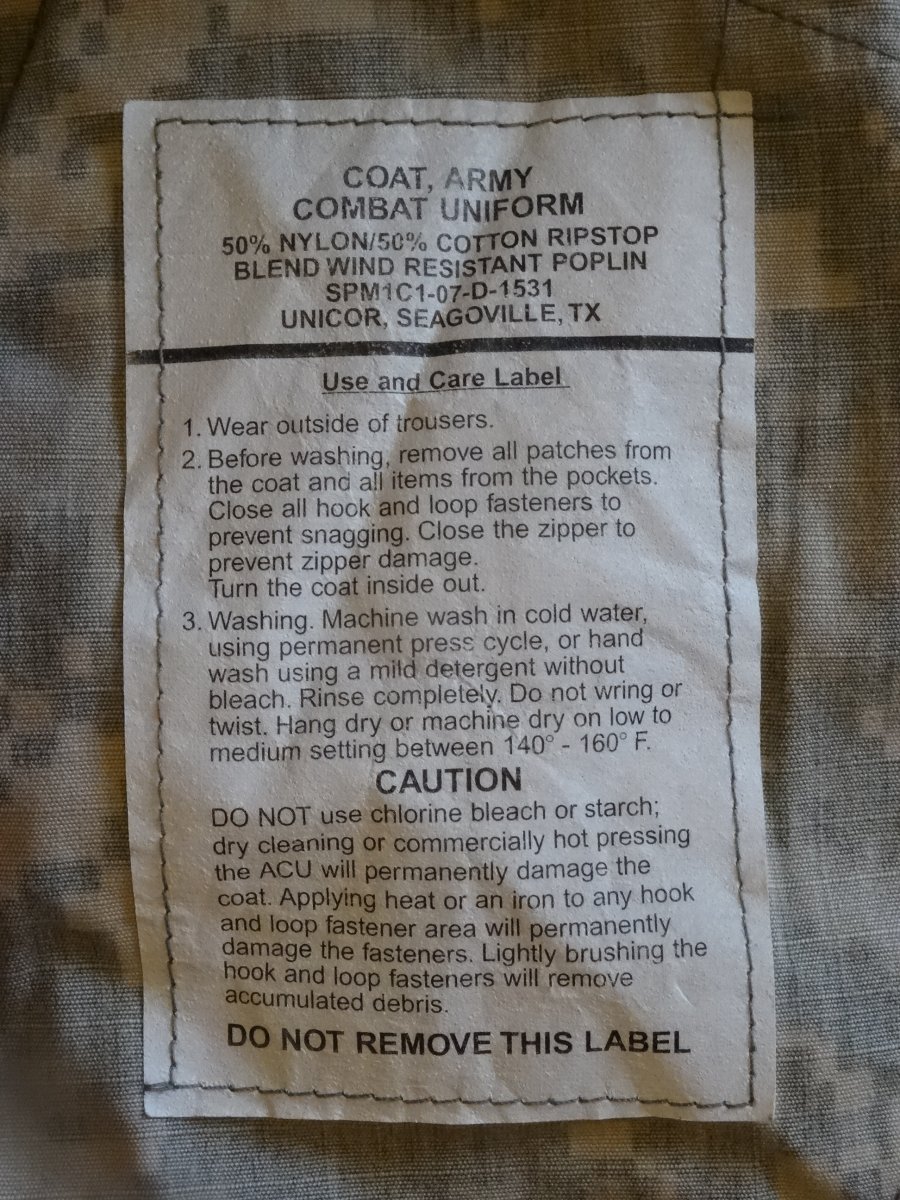 COAT, ARMY
COMBAT UNIFORM
50% NYLON/50% COTTON RIPSTOP
BLEND WIND RESISTANT POPLIN
SPM1C1-07-D-1531
UNICOR, SEAGOVILLE, TX
Use and Care Label
1. Wear outside of trousers.
2. Before washing, remove all patches from
the coat and all items from the pockets.
Close all hook and loop fasteners to
prevent snagging. Close the zipper to
prevent zipper damage.
Turn the coat inside out.
3. Washing. Machine wash in cold water,
using permanent press cycle, or hand
wash using a mild detergent without
bleach. Rinse completely. Do not wring or
twist. Hang dry or machine dry on low to
medium setting between 140° - 160° F.
CAUTION
DO NOT use chlorine bleach or starch;
dry cleaning or commercially hot pressing
the ACU will permanently damage the
coat. Applying heat or an iron to any hook
and loop fastener area will permanently
damage the fasteners. Lightly brushing the
hook and loop fasteners will remove
accumulated debris.
DO NOT REMOVE THIS LABEL